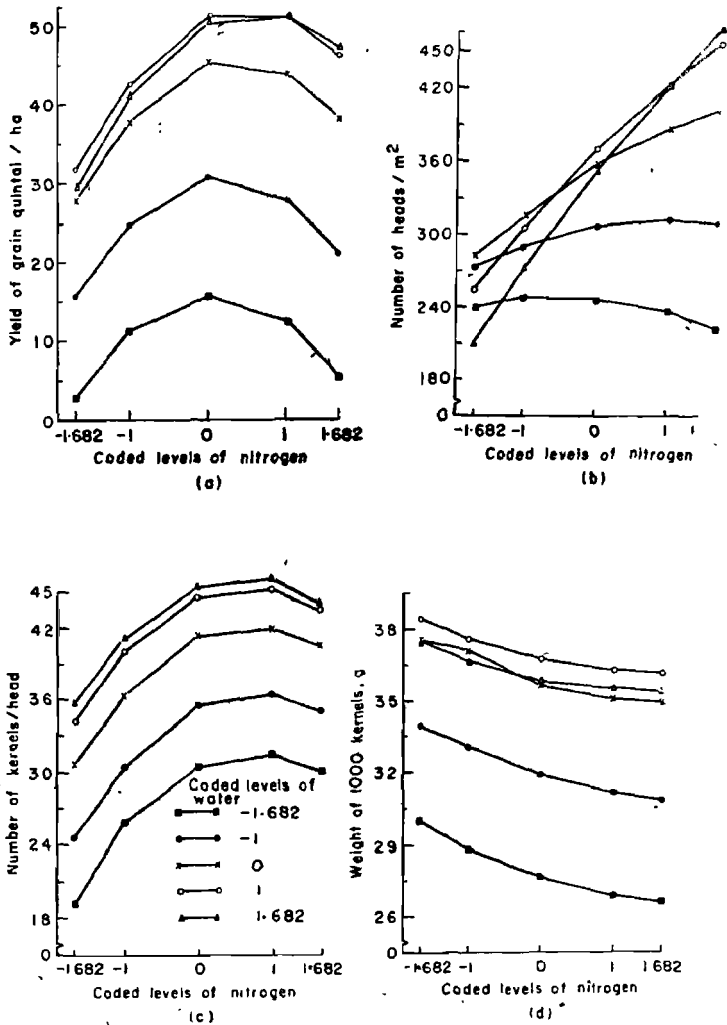 Yield of grain quintal / ha
50
40
30
20
10
0
-1·682 -1 0 1 1·682
Coded levels of nitrogen
(a)
Number of heads / m²
450
420
360
300
240
180
0
-1·682 -1 0 1 1
Coded levels of nitrogen
(b)
Number of kernels/head
45
42
36
30
24
18
0
Coded levels of water
-1·682
-1
0
1
1·682
-1·682 -1 0 1 1·682
Coded levels of nitrogen
(c)
Weight of 1000 kernels, g
38
35
32
29
26
0
-1·682 -1 0 1 1 682
Coded levels of nitrogen
(d)